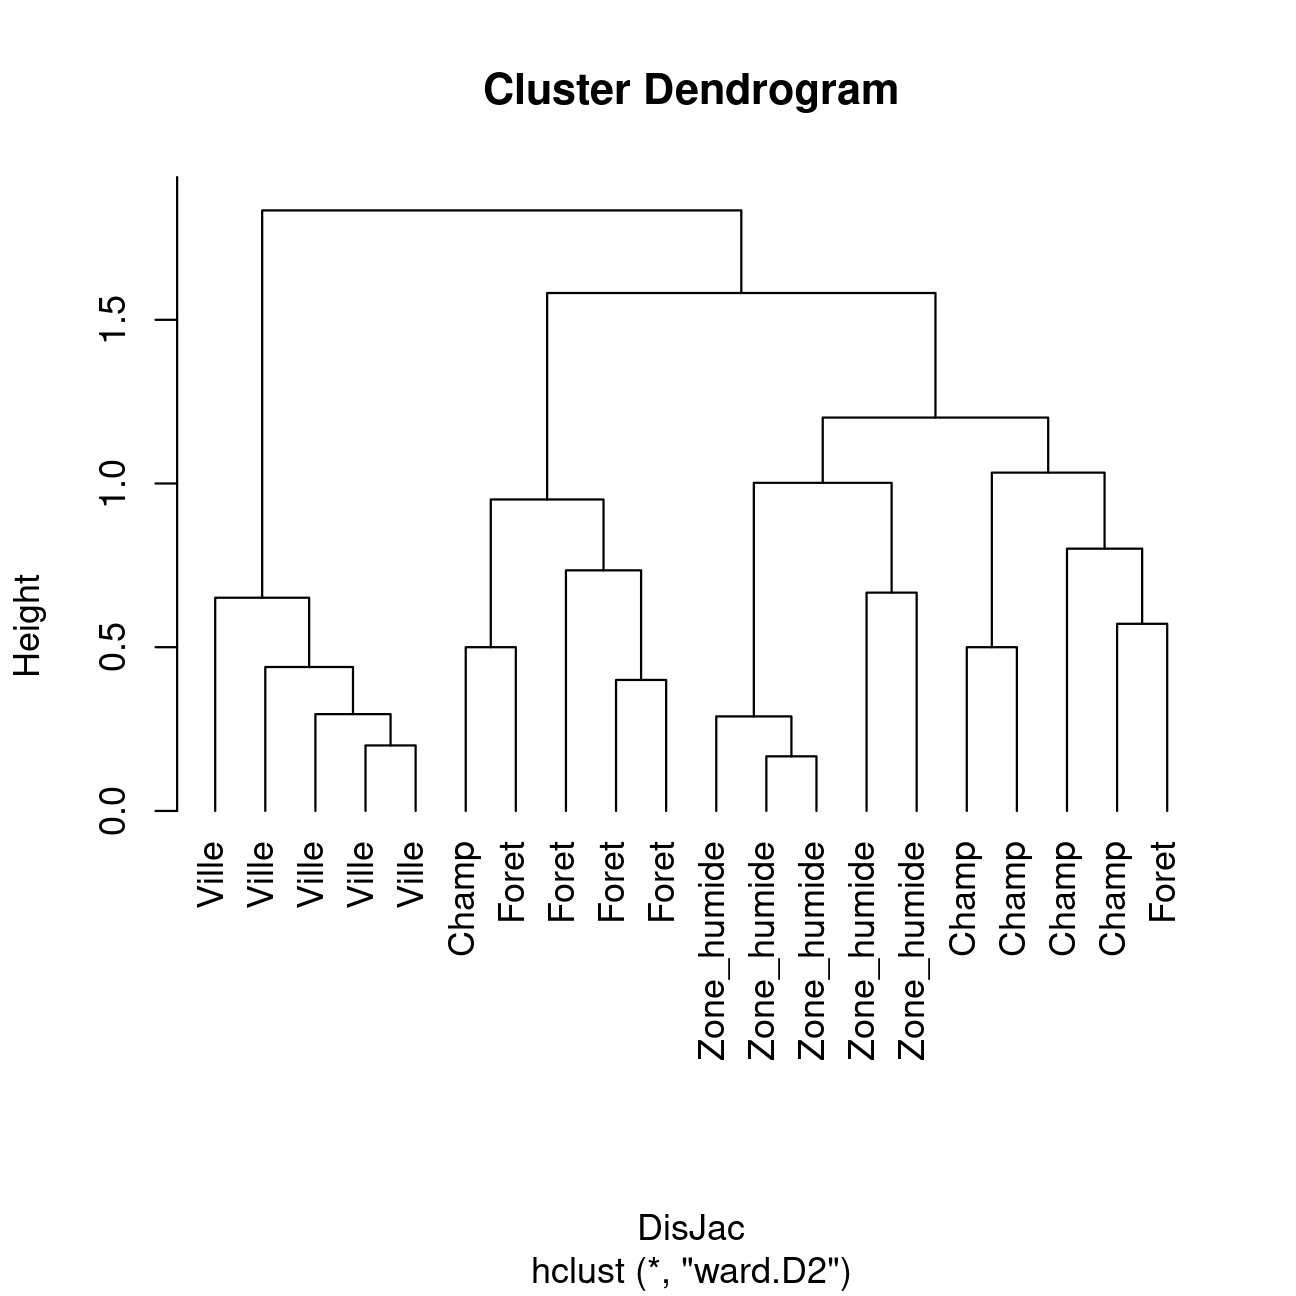 Cluster Dendrogram
Height
1.5
1.0
0.5
0.0
Ville
Ville
Ville
Ville
Ville
Champ
Foret
Foret
Foret
Foret
Zone_humide
Zone_humide
Zone_humide
Zone_humide
Zone_humide
Champ
Champ
Champ
Champ
Foret
DisJac
hclust (*, "ward.D2")